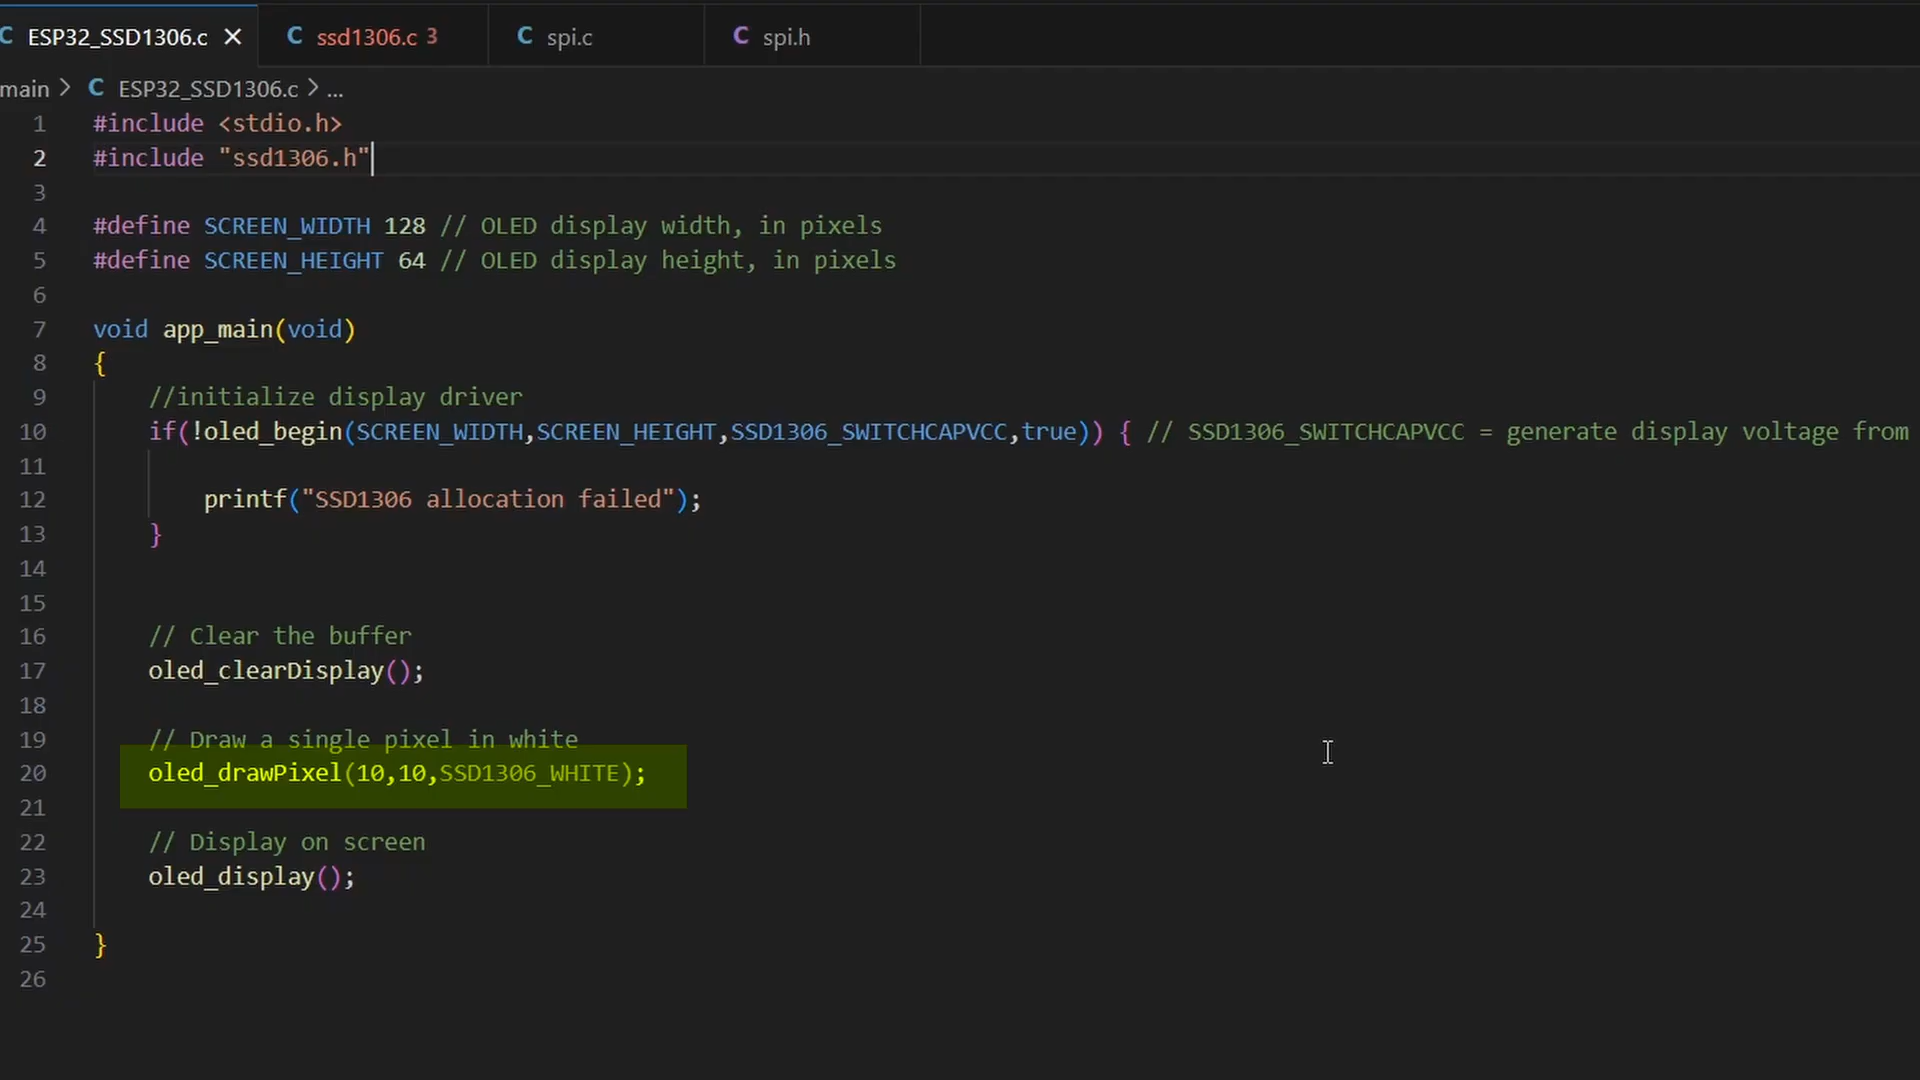 ESP32_SSD1306.c
ssd1306.c 3
spi.c
spi.h
main > C ESP32_SSD1306.c > ...
1 #include <stdio.h>
2 #include "ssd1306.h"
3
4 #define SCREEN_WIDTH 128 // OLED display width, in pixels
5 #define SCREEN_HEIGHT 64 // OLED display height, in pixels
6
7 void app_main(void)
8 {
9 //initialize display driver
10 if(!oled_begin(SCREEN_WIDTH,SCREEN_HEIGHT,SSD1306_SWITCHCAPVCC,true)) { // SSD1306_SWITCHCAPVCC = generate display voltage from
11
12 printf("SSD1306 allocation failed");
13 }
14
15
16 // Clear the buffer
17 oled_clearDisplay();
18
19 // Draw a single pixel in white
20 oled_drawPixel(10,10,SSD1306_WHITE);
21
22 // Display on screen
23 oled_display();
24
25 }
26